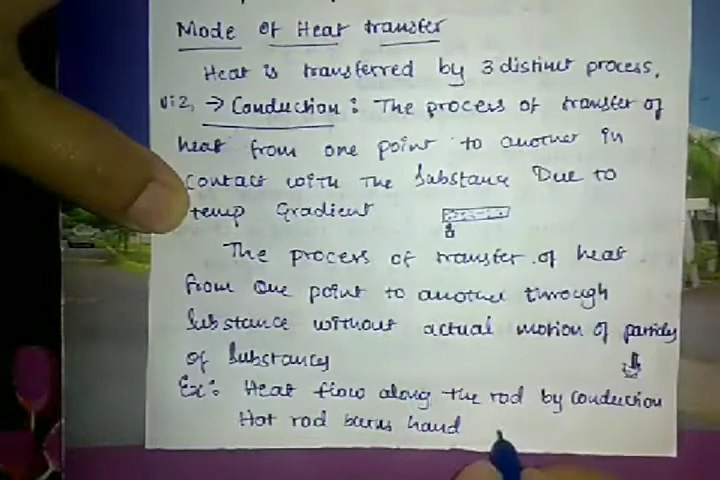 Mode of Heat transfer
Heat is transferred by 3 distinct process.
Viz, → Conduction : The process of transfer of
heat from one point to another in
contact with the Substance Due to
temp Gradient
The process of transfer of heat
from one point to another through
Substance without actual motion of particles
of Substances
Ex: Heat flow along the rod by conduction
Hot rod burns hand